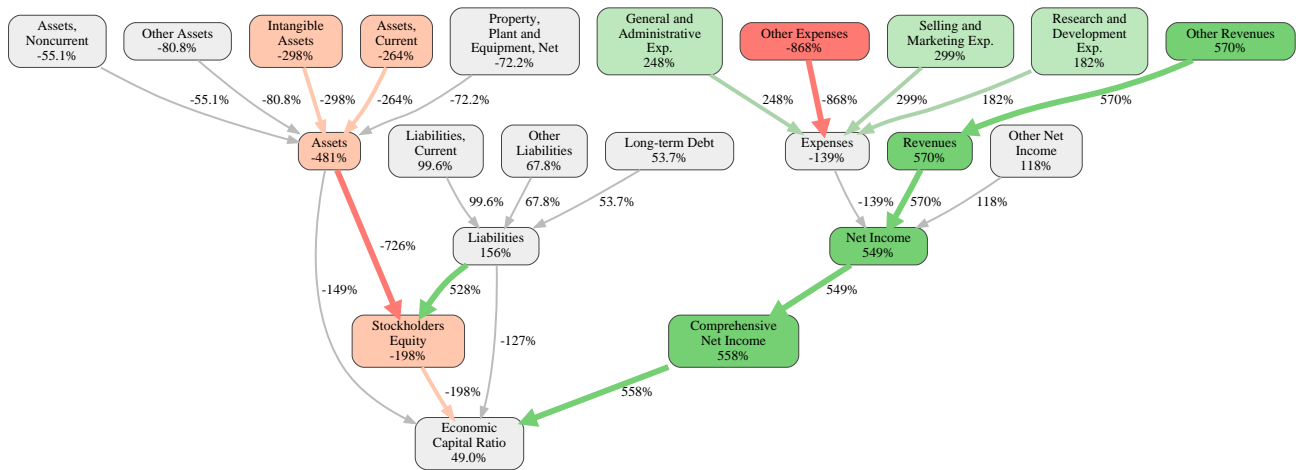 Assets,
Noncurrent
-55.1%
Other Assets
-80.8%
Intangible
Assets
-298%
Assets,
Current
-264%
Property,
Plant and
Equipment, Net
-72.2%
General and
Administrative
Exp.
248%
Other Expenses
-868%
Selling and
Marketing Exp.
299%
Research and
Development
Exp.
182%
Other Revenues
570%
-55.1%
-80.8%
-298%
-264%
-72.2%
248%
-868%
299%
182%
570%
Assets
-481%
Liabilities,
Current
99.6%
Other
Liabilities
67.8%
Long-term Debt
53.7%
Expenses
-139%
Revenues
570%
Other Net
Income
118%
99.6%
67.8%
53.7%
-139%
570%
118%
-726%
Liabilities
156%
Net Income
549%
-149%
528%
549%
Stockholders
Equity
-198%
-127%
Comprehensive
Net Income
558%
-198%
558%
Economic
Capital Ratio
49.0%